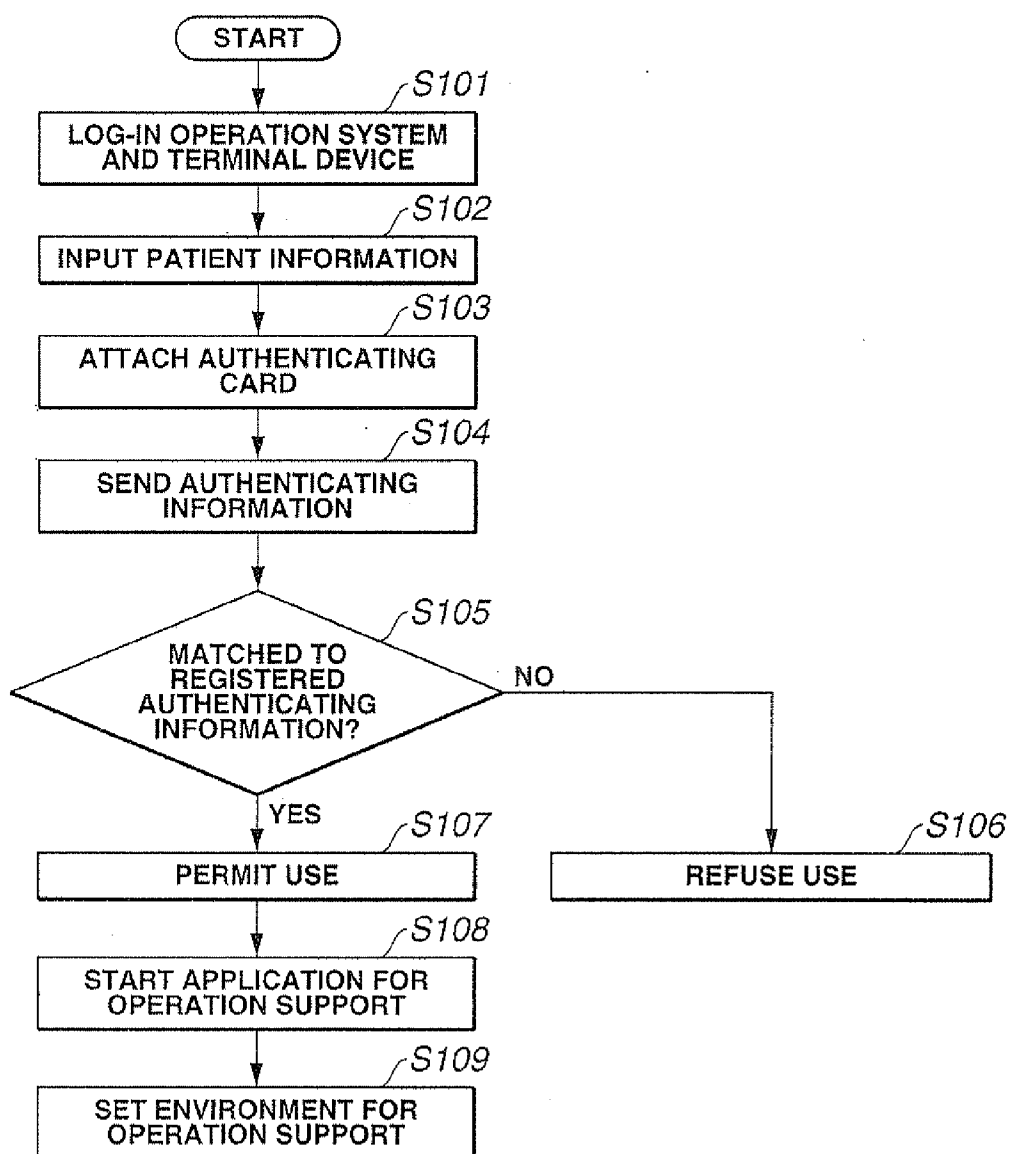 START
S101
LOG-IN OPERATION SYSTEM
AND TERMINAL DEVICE
S102
INPUT PATIENT INFORMATION
S103
ATTACH AUTHENTICATING
CARD
S104
SEND AUTHENTICATING
INFORMATION
S105
MATCHED TO
REGISTERED
AUTHENTICATING
INFORMATION?
NO
YES
S107
PERMIT USE
S106
REFUSE USE
S108
START APPLICATION FOR
OPERATION SUPPORT
S109
SET ENVIRONMENT FOR
OPERATION SUPPORT